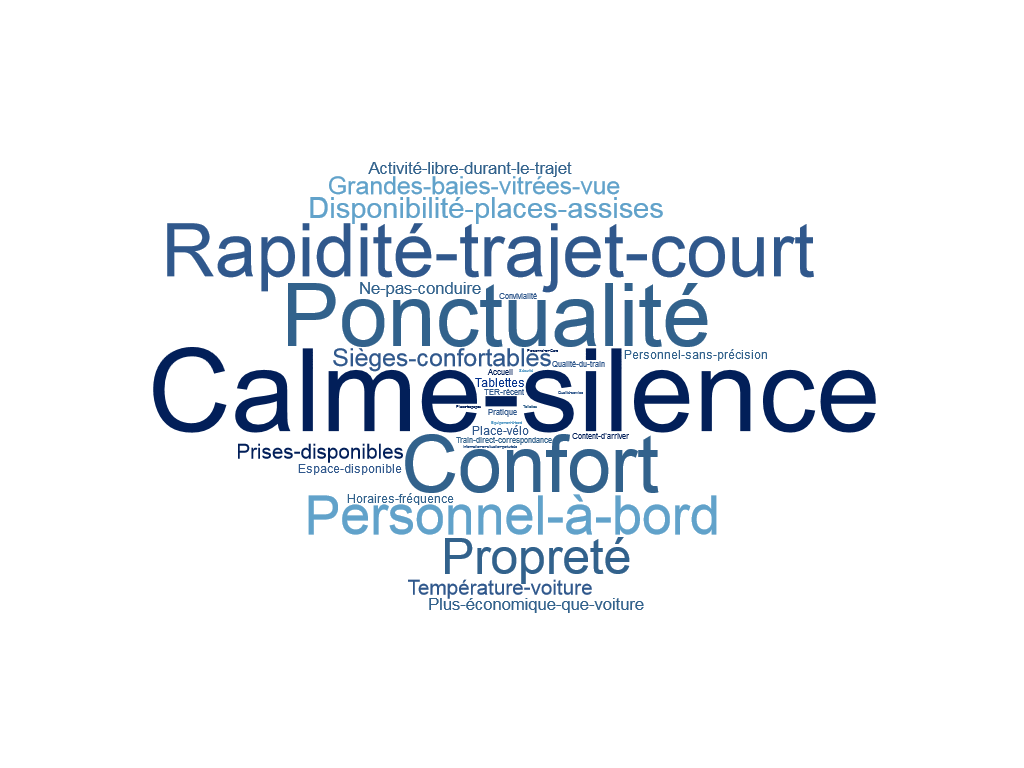 Activité-libre-durant-le-trajet
Grandes-baies-vitrées-vue
Disponibilité-places-assises
Rapidité-trajet-court
Ne-pas-conduire
Convivialité
Ponctualité
Sièges-confortables
Personnel-sans-précision
Qualité-du-train
Accueil
Sécurité
Tablettes
Calme-silence
TER-récent
Toilettes
Pratique
Place-vélo
Content-d'arriver
Train-direct-correspondance
Prises-disponibles
Confort
Espace-disponible
Horaires-fréquence
Personnel-à-bord
Propreté
Température-voiture
Plus-économique-que-voiture